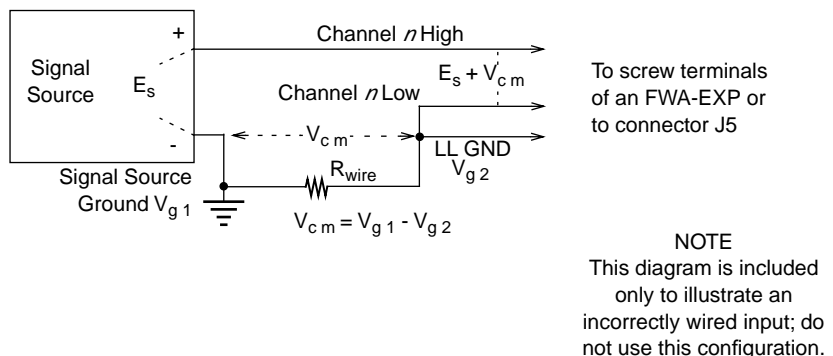 +
Channel n High
Signal
Source
Es
Es + Vcm
To screw terminals
of an FWA-EXP or
to connector J5
Channel n Low
Vcm
-
LL GND
Vg2
Rwire
Signal Source
Ground Vg1
Vcm = Vg1 - Vg2
NOTE
This diagram is included
only to illustrate an
incorrectly wired input; do
not use this configuration.